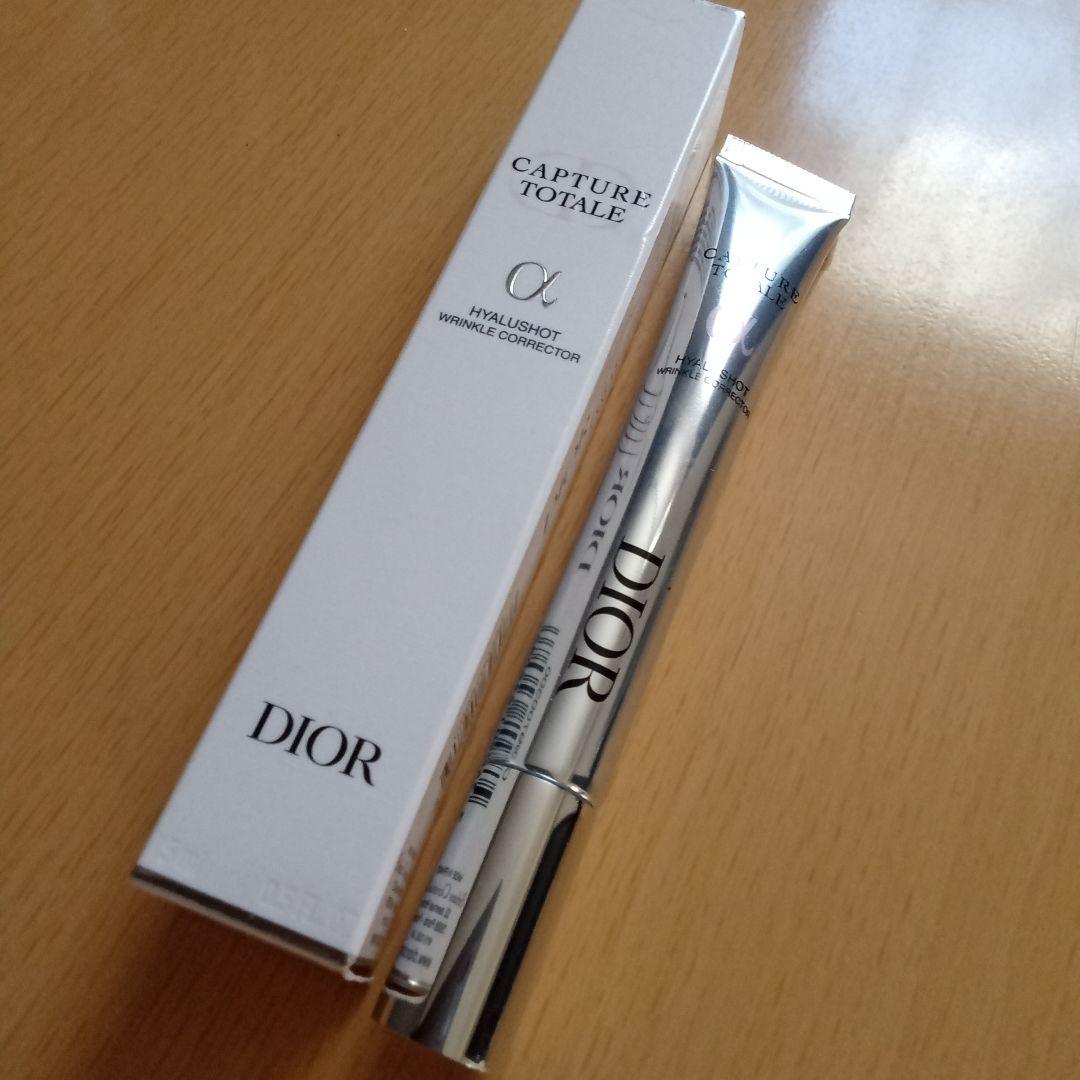 CAPTURE
TOTALE
α
HYALUSHOT
WRINKLE CORRECTOR
DIOR
CAPTURE
TOTALE
α
HYALUSHOT
WRINKLE CORRECTOR
DIOR